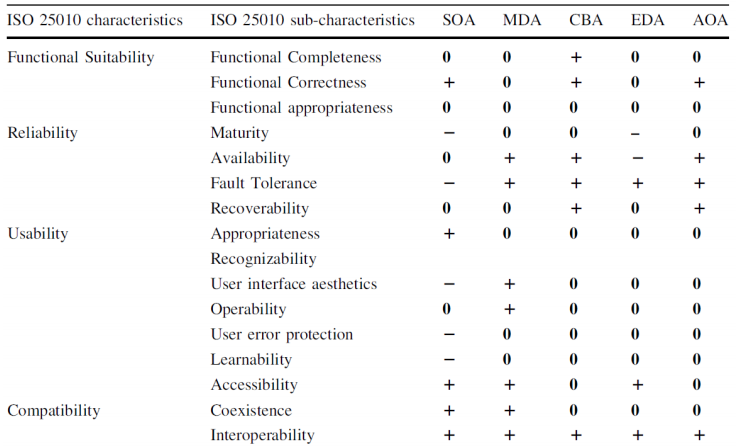 ISO 25010 characteristics ISO 25010 sub-characteristics SOA MDA CBA EDA AOA
Functional Suitability Functional Completeness 0 0 + 0 0
Functional Correctness + 0 + 0 +
Functional appropriateness 0 0 0 0 0
Reliability Maturity − 0 0 – 0
Availability 0 + + − +
Fault Tolerance − + + + +
Recoverability 0 0 + 0 +
Usability Appropriateness + 0 0 0 0
Recognizability
User interface aesthetics − + 0 0 0
Operability 0 + 0 0 0
User error protection − 0 0 0 0
Learnability − 0 0 0 0
Accessibility + + 0 + 0
Compatibility Coexistence + + 0 0 0
Interoperability + + + + +